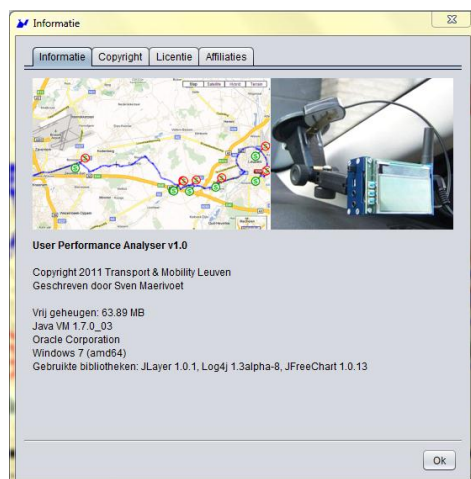 Informatie
Informatie Copyright Licentie Affiliaties
User Performance Analyser v1.0
Copyright 2011 Transport & Mobility Leuven
Geschreven door Sven Maerivoet
Vrij geheugen: 63.89 MB
Java VM 1.7.0_03
Oracle Corporation
Windows 7 (amd64)
Gebruikte bibliotheken: JLayer 1.0.1, Log4j 1.3alpha-8, JFreeChart 1.0.13
Ok